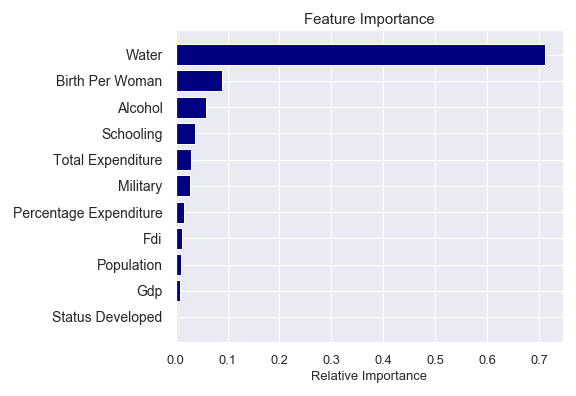 Feature Importance
Water
Birth Per Woman
Alcohol
Schooling
Total Expenditure
Military
Percentage Expenditure
Fdi
Population
Gdp
Status Developed
0.0 0.1 0.2 0.3 0.4 0.5 0.6 0.7
Relative Importance